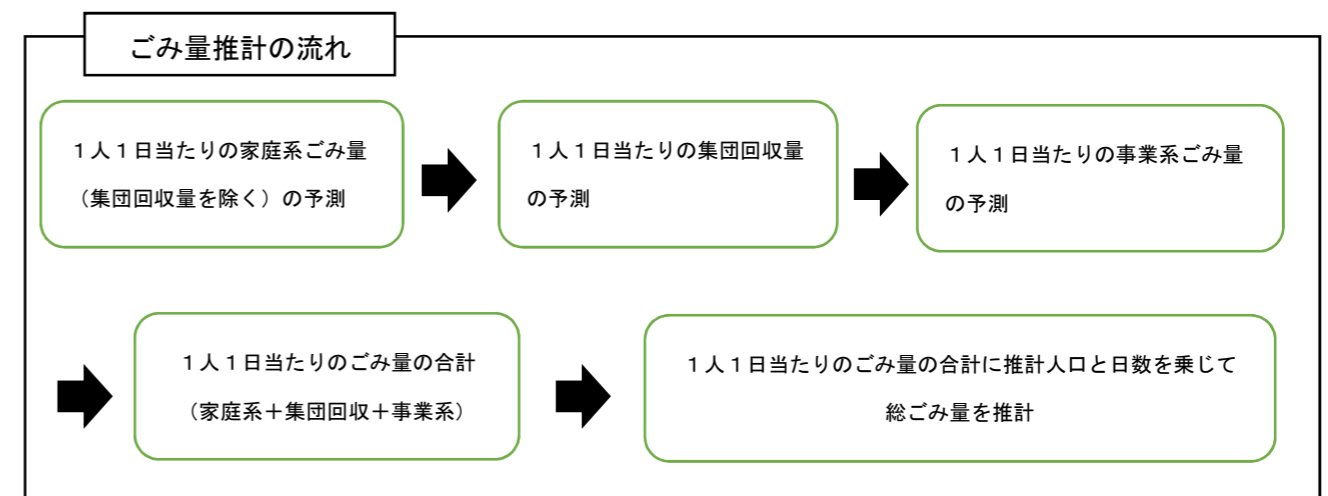 ごみ量推計の流れ
１人１日当たりの家庭系ごみ量
（集団回収量を除く）の予測
１人１日当たりの集団回収量
の予測
１人１日当たりの事業系ごみ量
の予測
１人１日当たりのごみ量の合計
（家庭系＋集団回収＋事業系）
１人１日当たりのごみ量の合計に推計人口と日数を乗じて
総ごみ量を推計